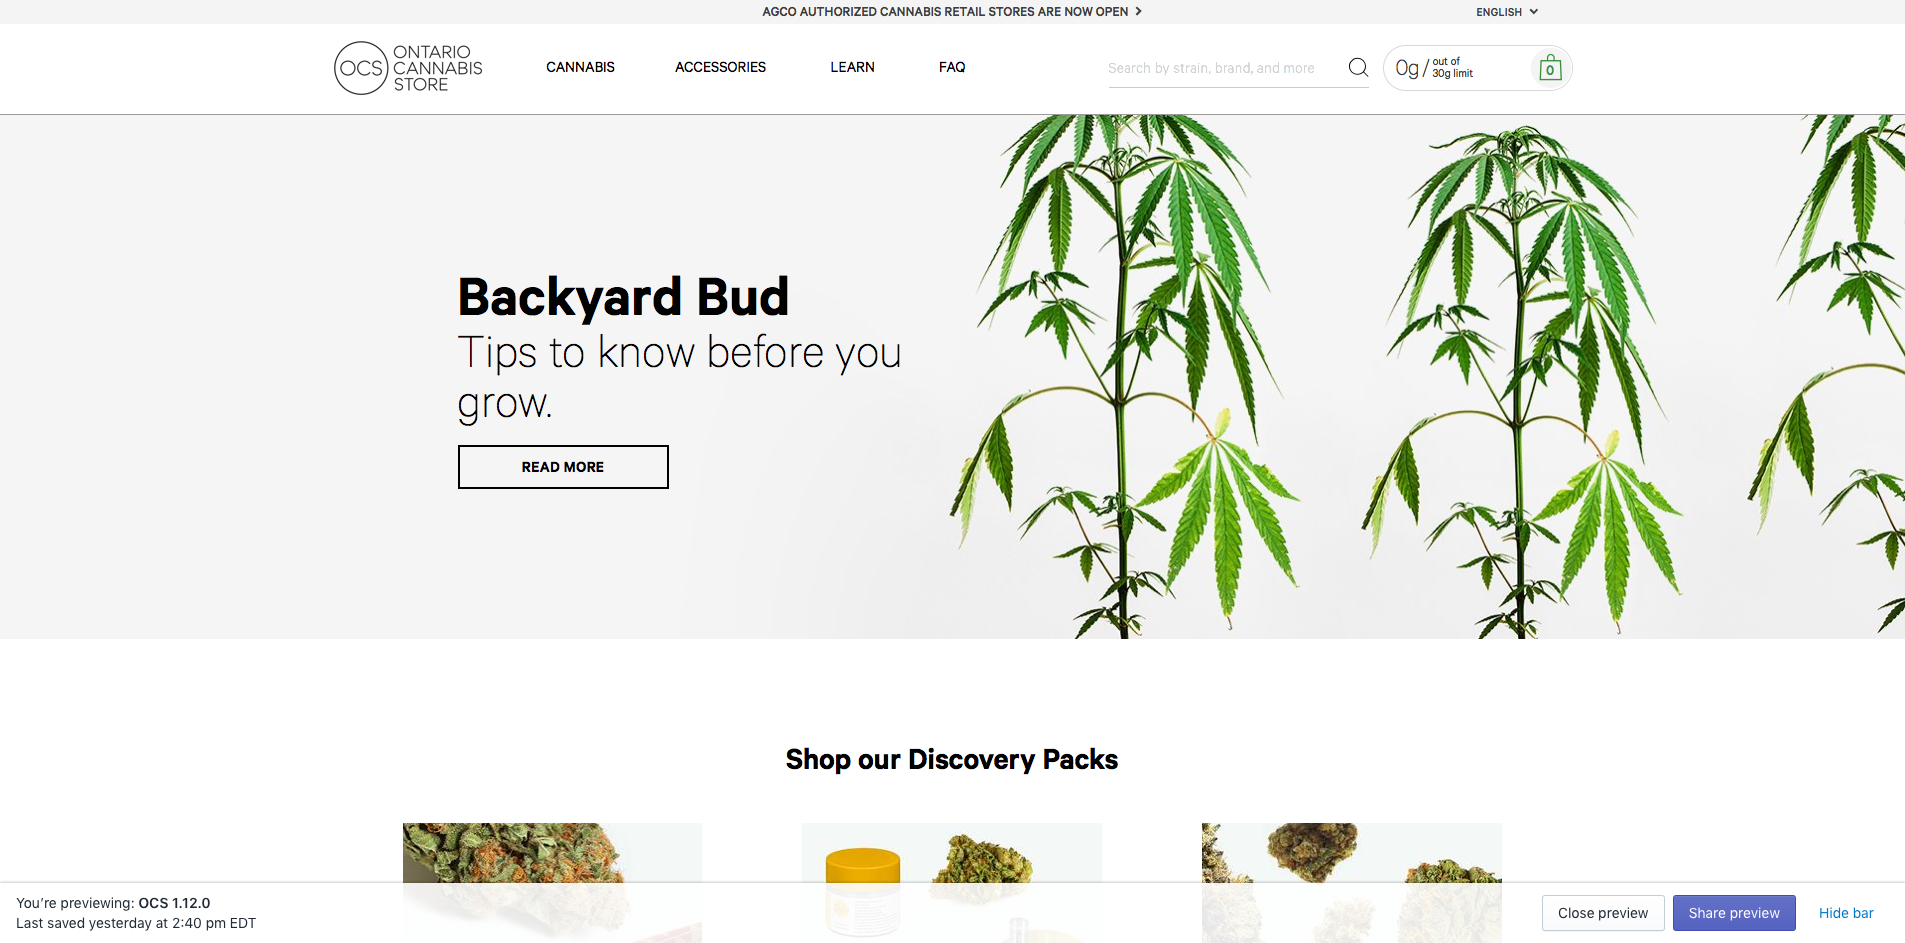 AGCO AUTHORIZED CANNABIS RETAIL STORES ARE NOW OPEN
ENGLISH
OCS
ONTARIO
CANNABIS
STORE
CANNABIS
ACCESSORIES
LEARN
FAQ
Search by strain, brand, and more
0g/
out of
30g limit
0
Backyard Bud
Tips to know before you
grow.
READ MORE
Shop our Discovery Packs
You’re previewing: OCS 1.12.0
Last saved yesterday at 2:40 pm EDT
Close preview
Share preview
Hide bar